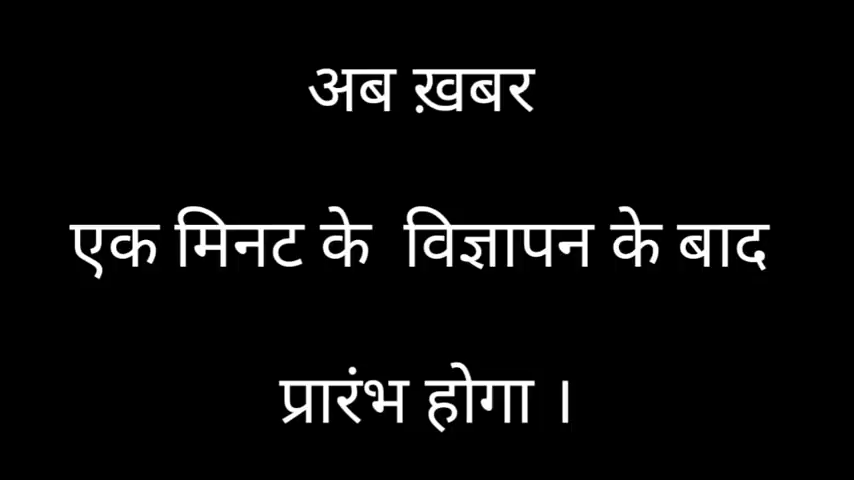 अब ख़बर
एक मिनट के विज्ञापन के बाद
प्रारंभ होगा ।